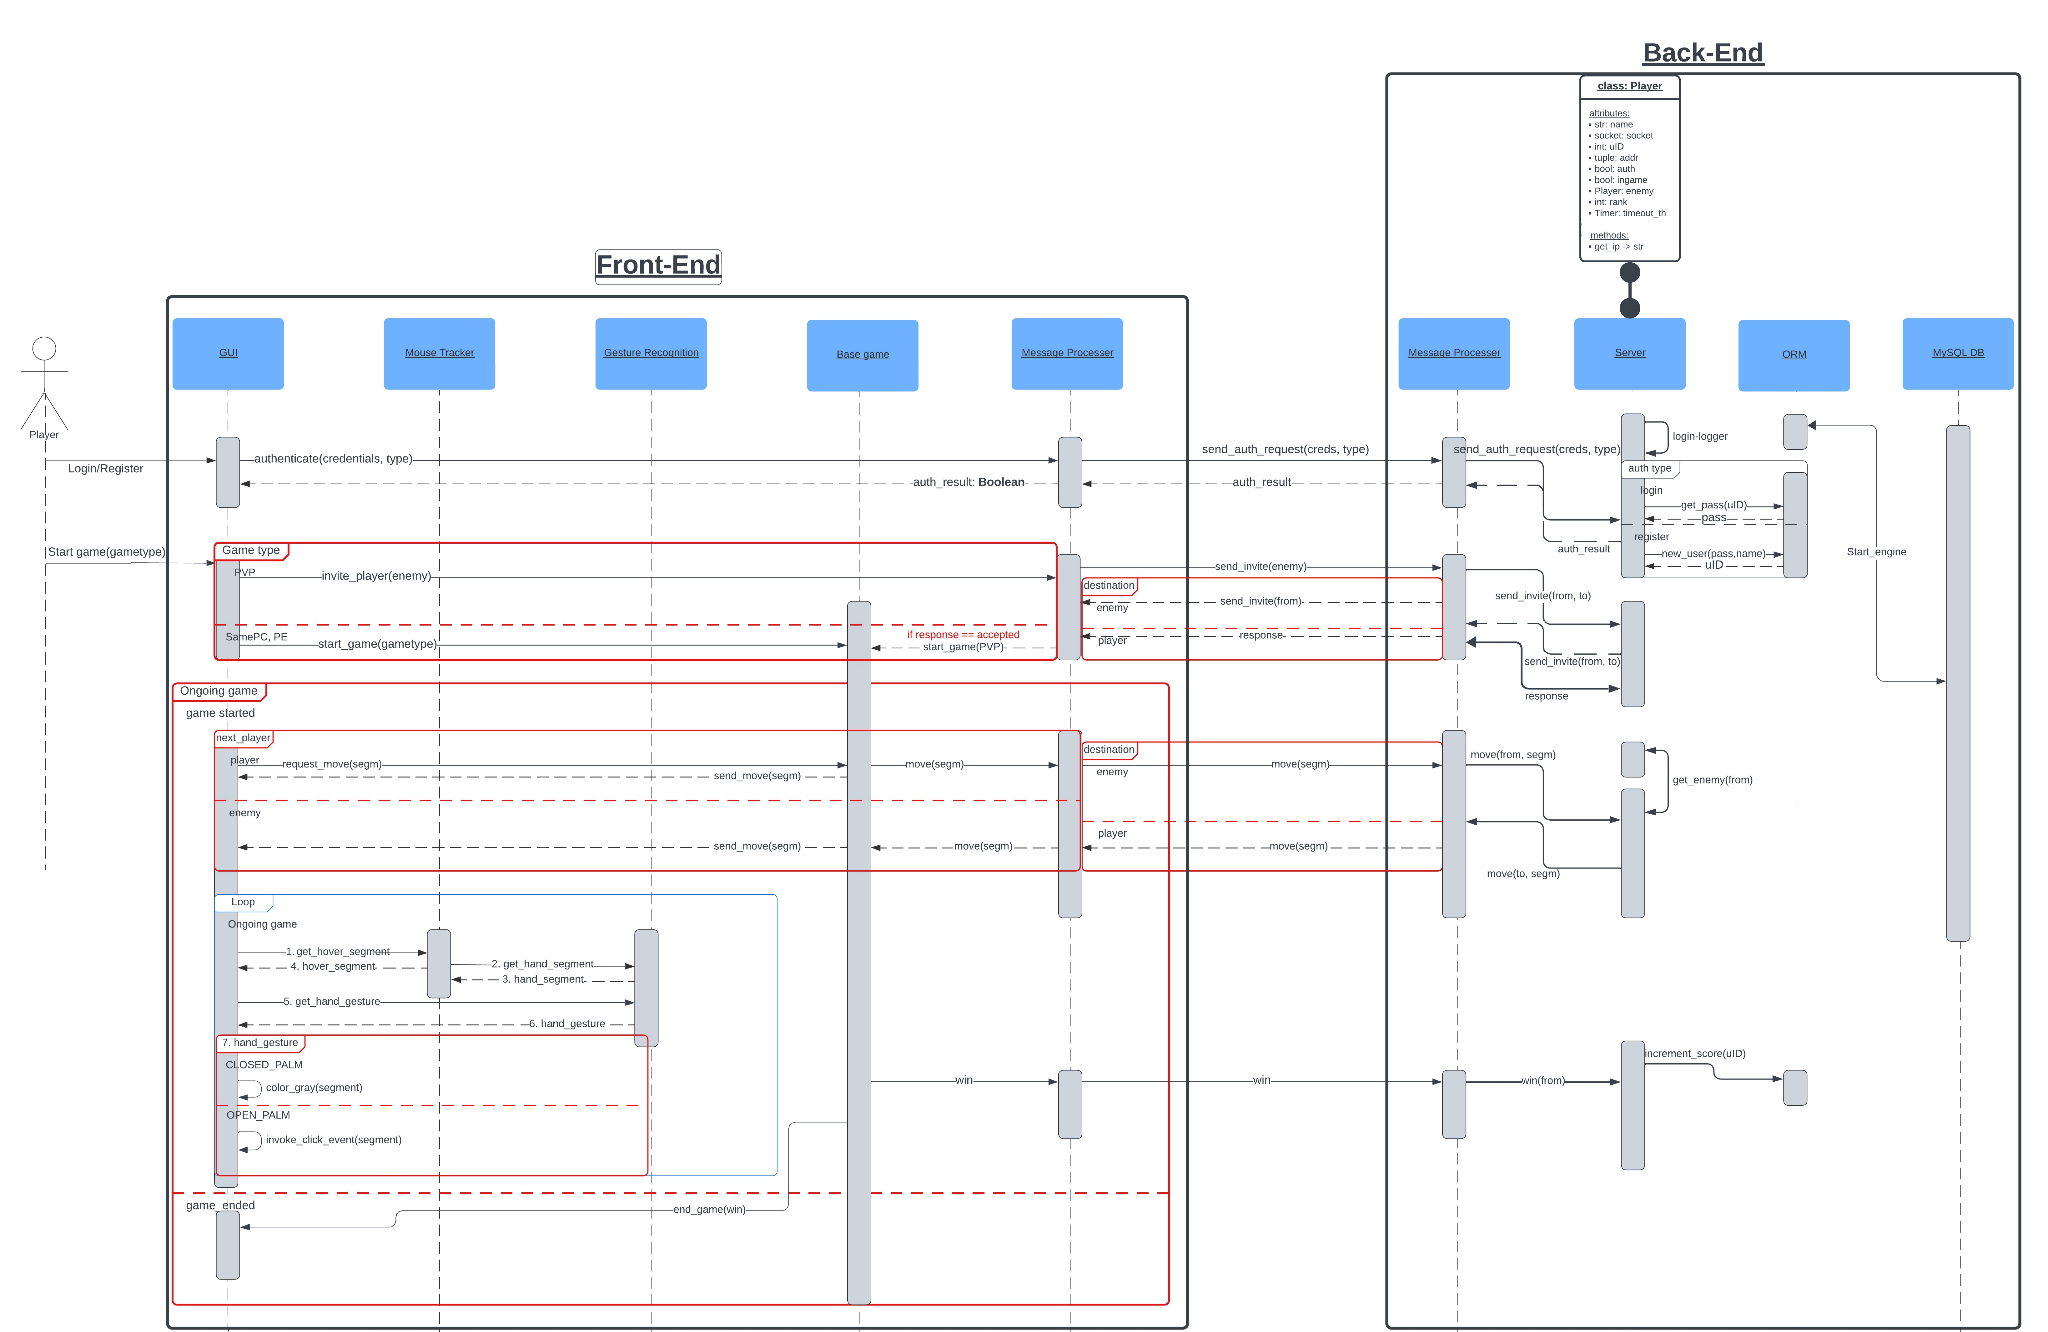 Back-End
class: Player
attributes:
• str: name
• socket: socket
• int: uID
• tuple: addr
• bool: auth
• bool: ingame
• Player: enemy
• int: rank
• Timer: timeout_th
methods:
• get_ip -> str
Front-End
GUI
Mouse Tracker
Gesture Recognition
Base game
Message Processer
Message Processer
Server
ORM
MySQL DB
Player
Login/Register
authenticate(credentials, type)
send_auth_request(creds, type)
send_auth_request(creds, type)
login-logger
auth type
auth_result: Boolean
auth_result
login
get_pass(uID)
pass
register
auth_result
new_user(pass,name)
uID
Start_engine
Start game(gametype)
Game type
PVP
invite_player(enemy)
send_invite(enemy)
destination
enemy
send_invite(from)
send_invite(from, to)
SamePC, PE
start_game(gametype)
if response == accepted
start_game(PVP)
player
response
send_invite(from, to)
response
Ongoing game
game started
next_player
player
request_move(segm)
send_move(segm)
move(segm)
destination
enemy
move(segm)
move(from, segm)
get_enemy(from)
enemy
send_move(segm)
move(segm)
player
move(segm)
move(to, segm)
Loop
Ongoing game
1. get_hover_segment
4. hover_segment
2. get_hand_segment
3. hand_segment
5. get_hand_gesture
6. hand_gesture
7. hand_gesture
CLOSED_PALM
color_gray(segment)
OPEN_PALM
invoke_click_event(segment)
win
win
win(from)
increment_score(uID)
game_ended
end_game(win)